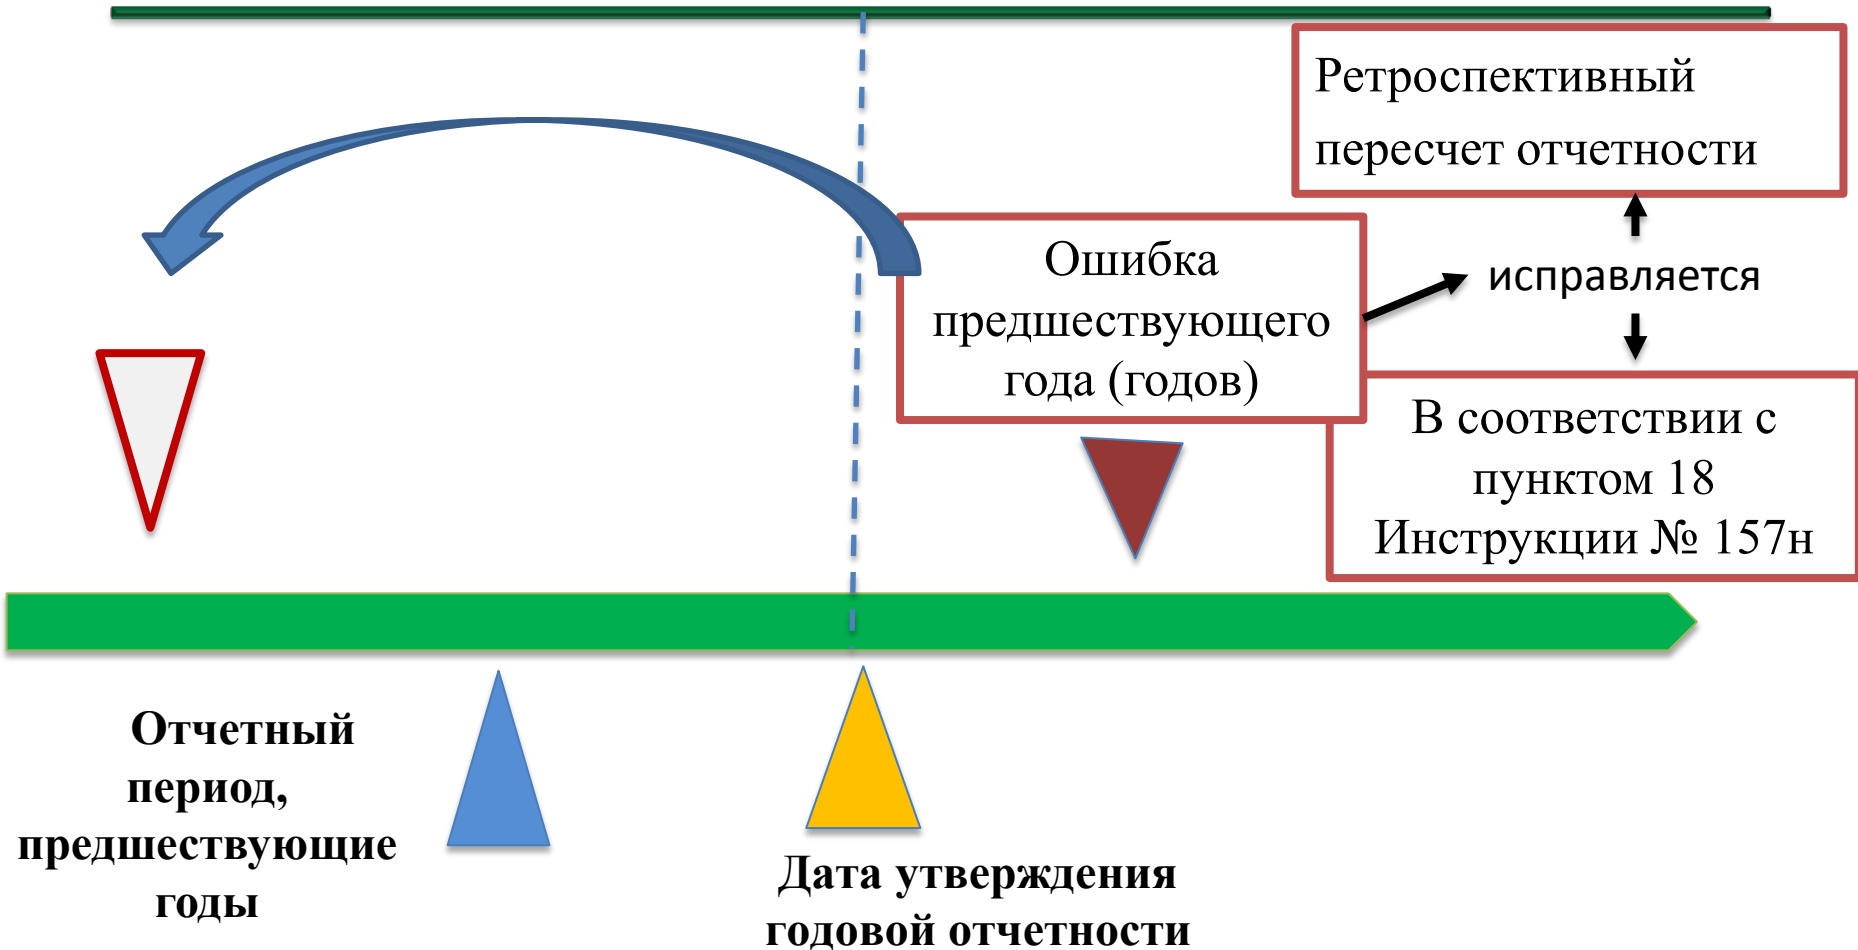 Ретроспективный
пересчет отчетности
Ошибка
предшествующего
года (годов)
исправляется
В соответствии с
пунктом 18
Инструкции № 157н
Отчетный
период,
предшествующие
годы
Дата утверждения
годовой отчетности